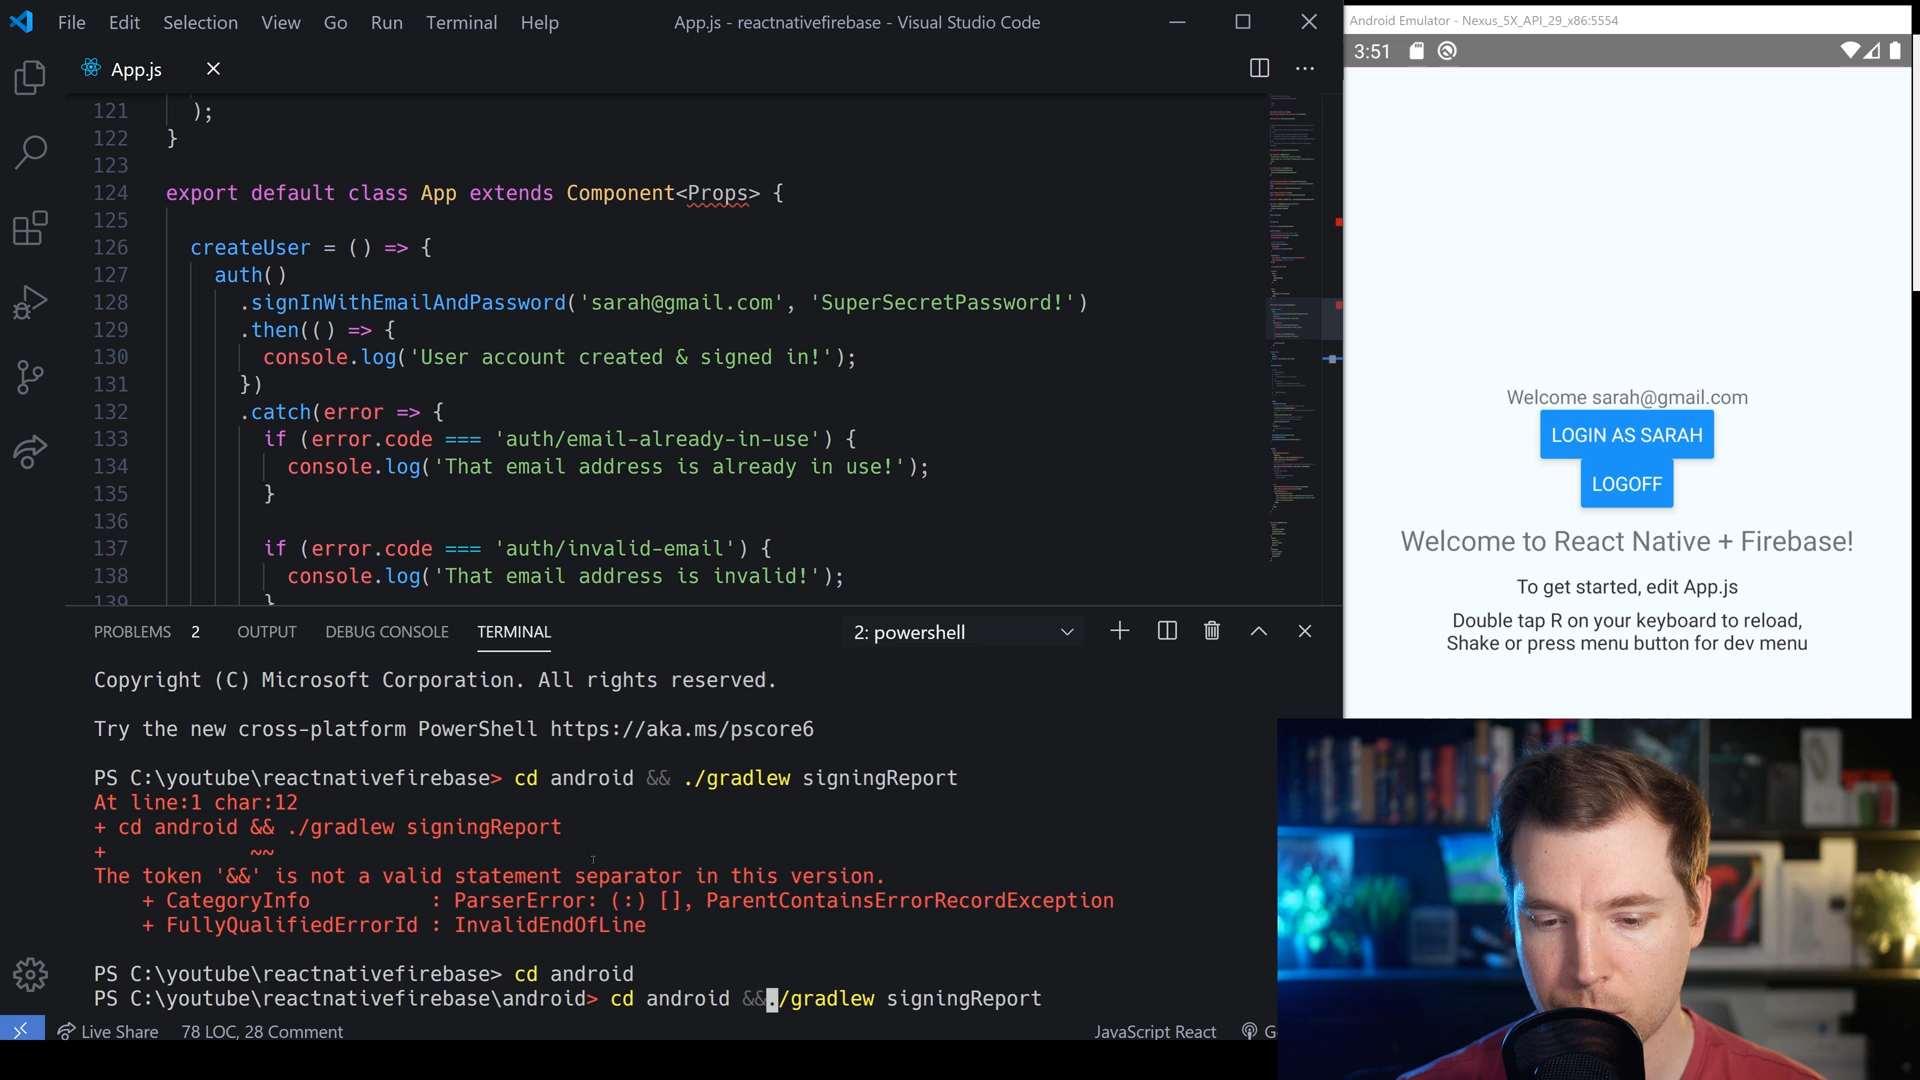 File Edit Selection View Go Run Terminal Help
App.js - reactnativefirebase - Visual Studio Code
App.js
121 );
122 }
123
124 export default class App extends Component<Props> {
125
126 createUser = () => {
127 auth()
128 .signInWithEmailAndPassword('sarah@gmail.com', 'SuperSecretPassword!')
129 .then(() => {
130 console.log('User account created & signed in!');
131 })
132 .catch(error => {
133 if (error.code === 'auth/email-already-in-use') {
134 console.log('That email address is already in use!');
135 }
136
137 if (error.code === 'auth/invalid-email') {
138 console.log('That email address is invalid!');
139 }
PROBLEMS 2 OUTPUT DEBUG CONSOLE TERMINAL 2: powershell
Copyright (C) Microsoft Corporation. All rights reserved.
Try the new cross-platform PowerShell https://aka.ms/pscore6
PS C:\youtube\reactnativefirebase> cd android && ./gradlew signingReport
At line:1 char:12
+ cd android && ./gradlew signingReport
+ ~~
The token '&&' is not a valid statement separator in this version.
+ CategoryInfo : ParserError: (:) [], ParentContainsErrorRecordException
+ FullyQualifiedErrorId : InvalidEndOfLine
PS C:\youtube\reactnativefirebase> cd android
PS C:\youtube\reactnativefirebase\android> cd android &&./gradlew signingReport
Live Share 78 LOC, 28 Comment JavaScript React G
Android Emulator - Nexus_5X_API_29_x86:5554
3:51
Welcome sarah@gmail.com
LOGIN AS SARAH
LOGOFF
Welcome to React Native + Firebase!
To get started, edit App.js
Double tap R on your keyboard to reload,
Shake or press menu button for dev menu